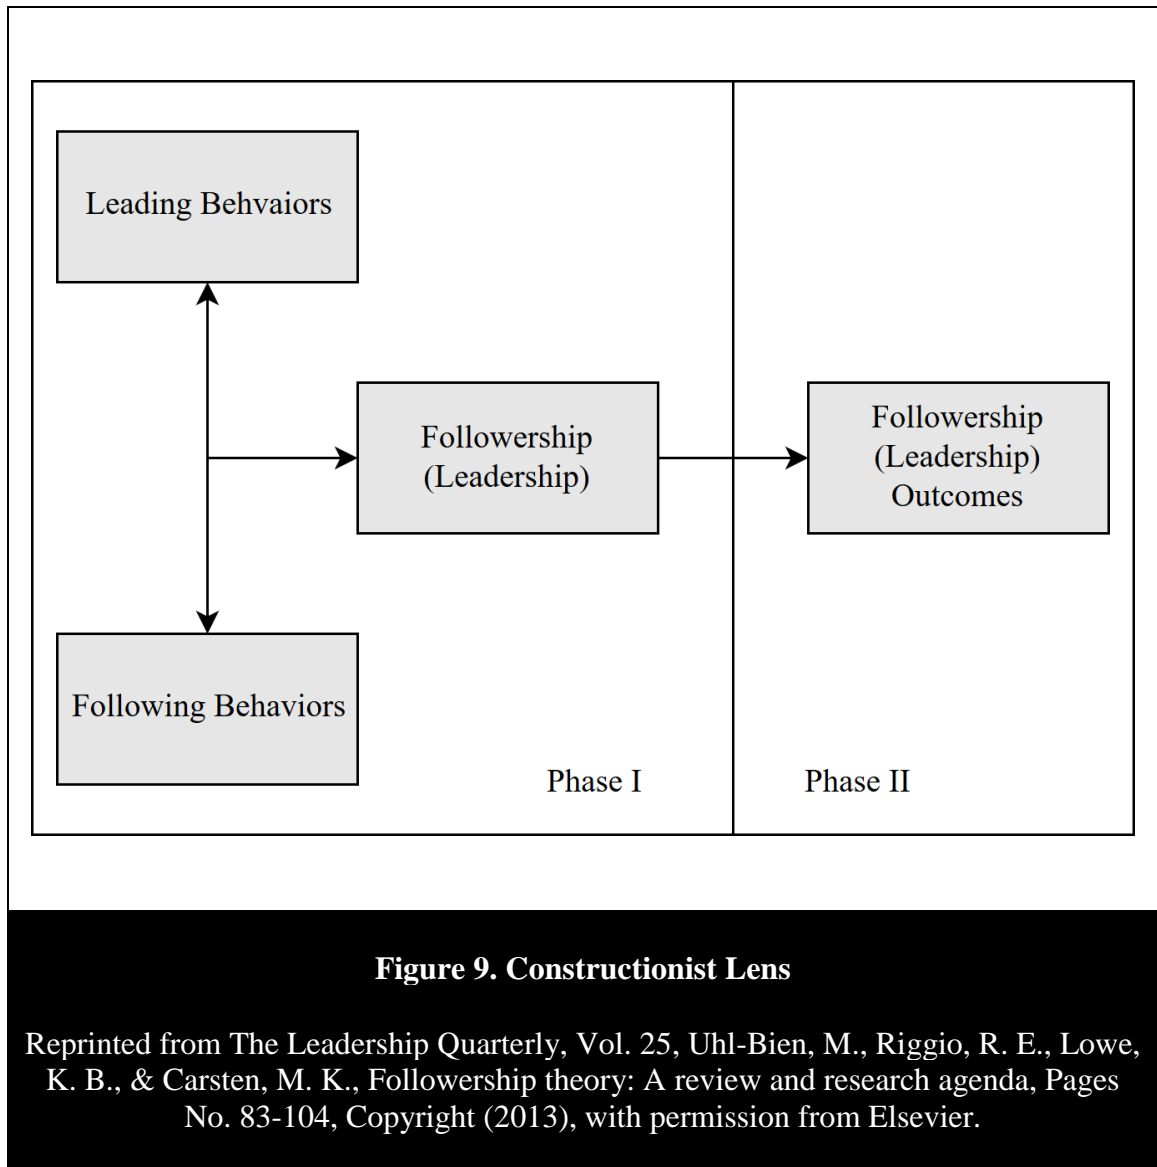 Leading Behvaiors
Followership
(Leadership)
Followership
(Leadership)
Outcomes
Following Behaviors
Phase I
Phase II
Figure 9. Constructionist Lens
Reprinted from The Leadership Quarterly, Vol. 25, Uhl-Bien, M., Riggio, R. E., Lowe,
K. B., & Carsten, M. K., Followership theory: A review and research agenda, Pages
No. 83-104, Copyright (2013), with permission from Elsevier.